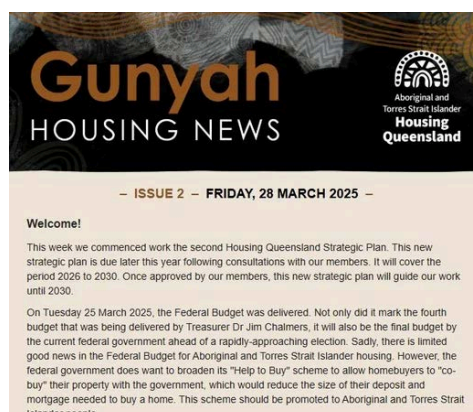 Gunyah
HOUSING NEWS
Aboriginal and
Torres Strait Islander
Housing
Queensland
– ISSUE 2 – FRIDAY, 28 MARCH 2025 –
Welcome!
This week we commenced work the second Housing Queensland Strategic Plan. This new
strategic plan is due later this year following consultations with our members. It will cover the
period 2026 to 2030. Once approved by our members, this new strategic plan will guide our work
until 2030.
On Tuesday 25 March 2025, the Federal Budget was delivered. Not only did it mark the fourth
budget that was being delivered by Treasurer Dr Jim Chalmers, it will also be the final budget by
the current federal government ahead of a rapidly-approaching election. Sadly, there is limited
good news in the Federal Budget for Aboriginal and Torres Strait Islander housing. However, the
federal government does want to broaden its "Help to Buy" scheme to allow homebuyers to "co-
buy" their property with the government, which would reduce the size of their deposit and
mortgage needed to buy a home. This scheme should be promoted to Aboriginal and Torres Strait